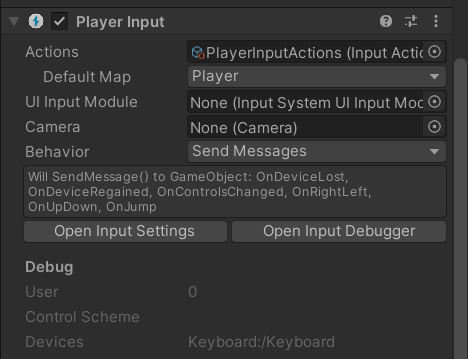 Player Input
Actions PlayerInputActions (Input Actio
Default Map Player
UI Input Module None (Input System UI Input Moc
Camera None (Camera)
Behavior Send Messages
Will SendMessage() to GameObject: OnDeviceLost,
OnDeviceRegained, OnControlsChanged, OnRightLeft,
OnUpDown, OnJump
Open Input Settings Open Input Debugger
Debug
User 0
Control Scheme
Devices Keyboard:/Keyboard